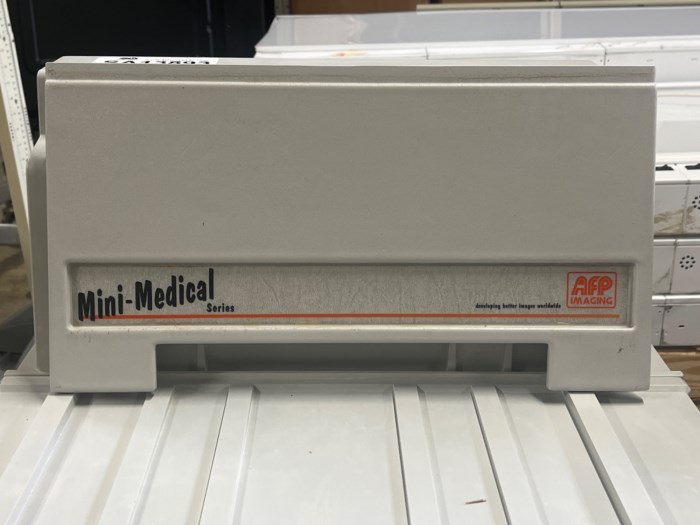 Mini-Medical
Series
developing better images worldwide
AFP
IMAGING